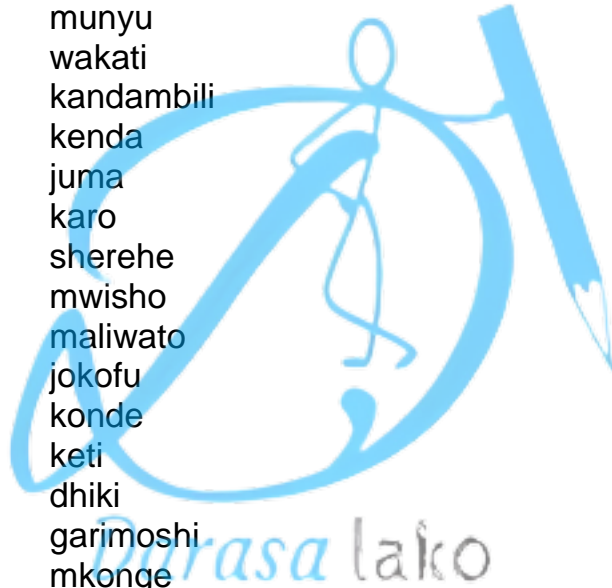 munyu
wakati
kandambili
kenda
juma
karo
sherehe
mwisho
maliwato
jokofu
konde
keti
dhiki
garimoshi
Darasa lako
mkonge